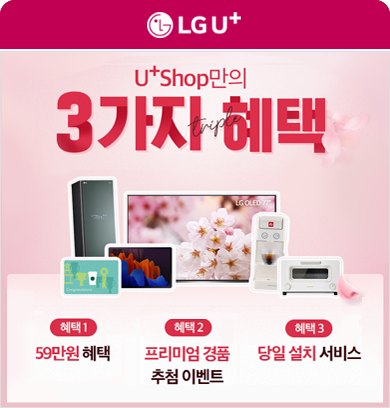 LG U+
U+Shop만의
3가지 혜택
triple
LG OLED
혜택 1
59만원 혜택
혜택 2
프리미엄 경품
추첨 이벤트
혜택 3
당일 설치 서비스